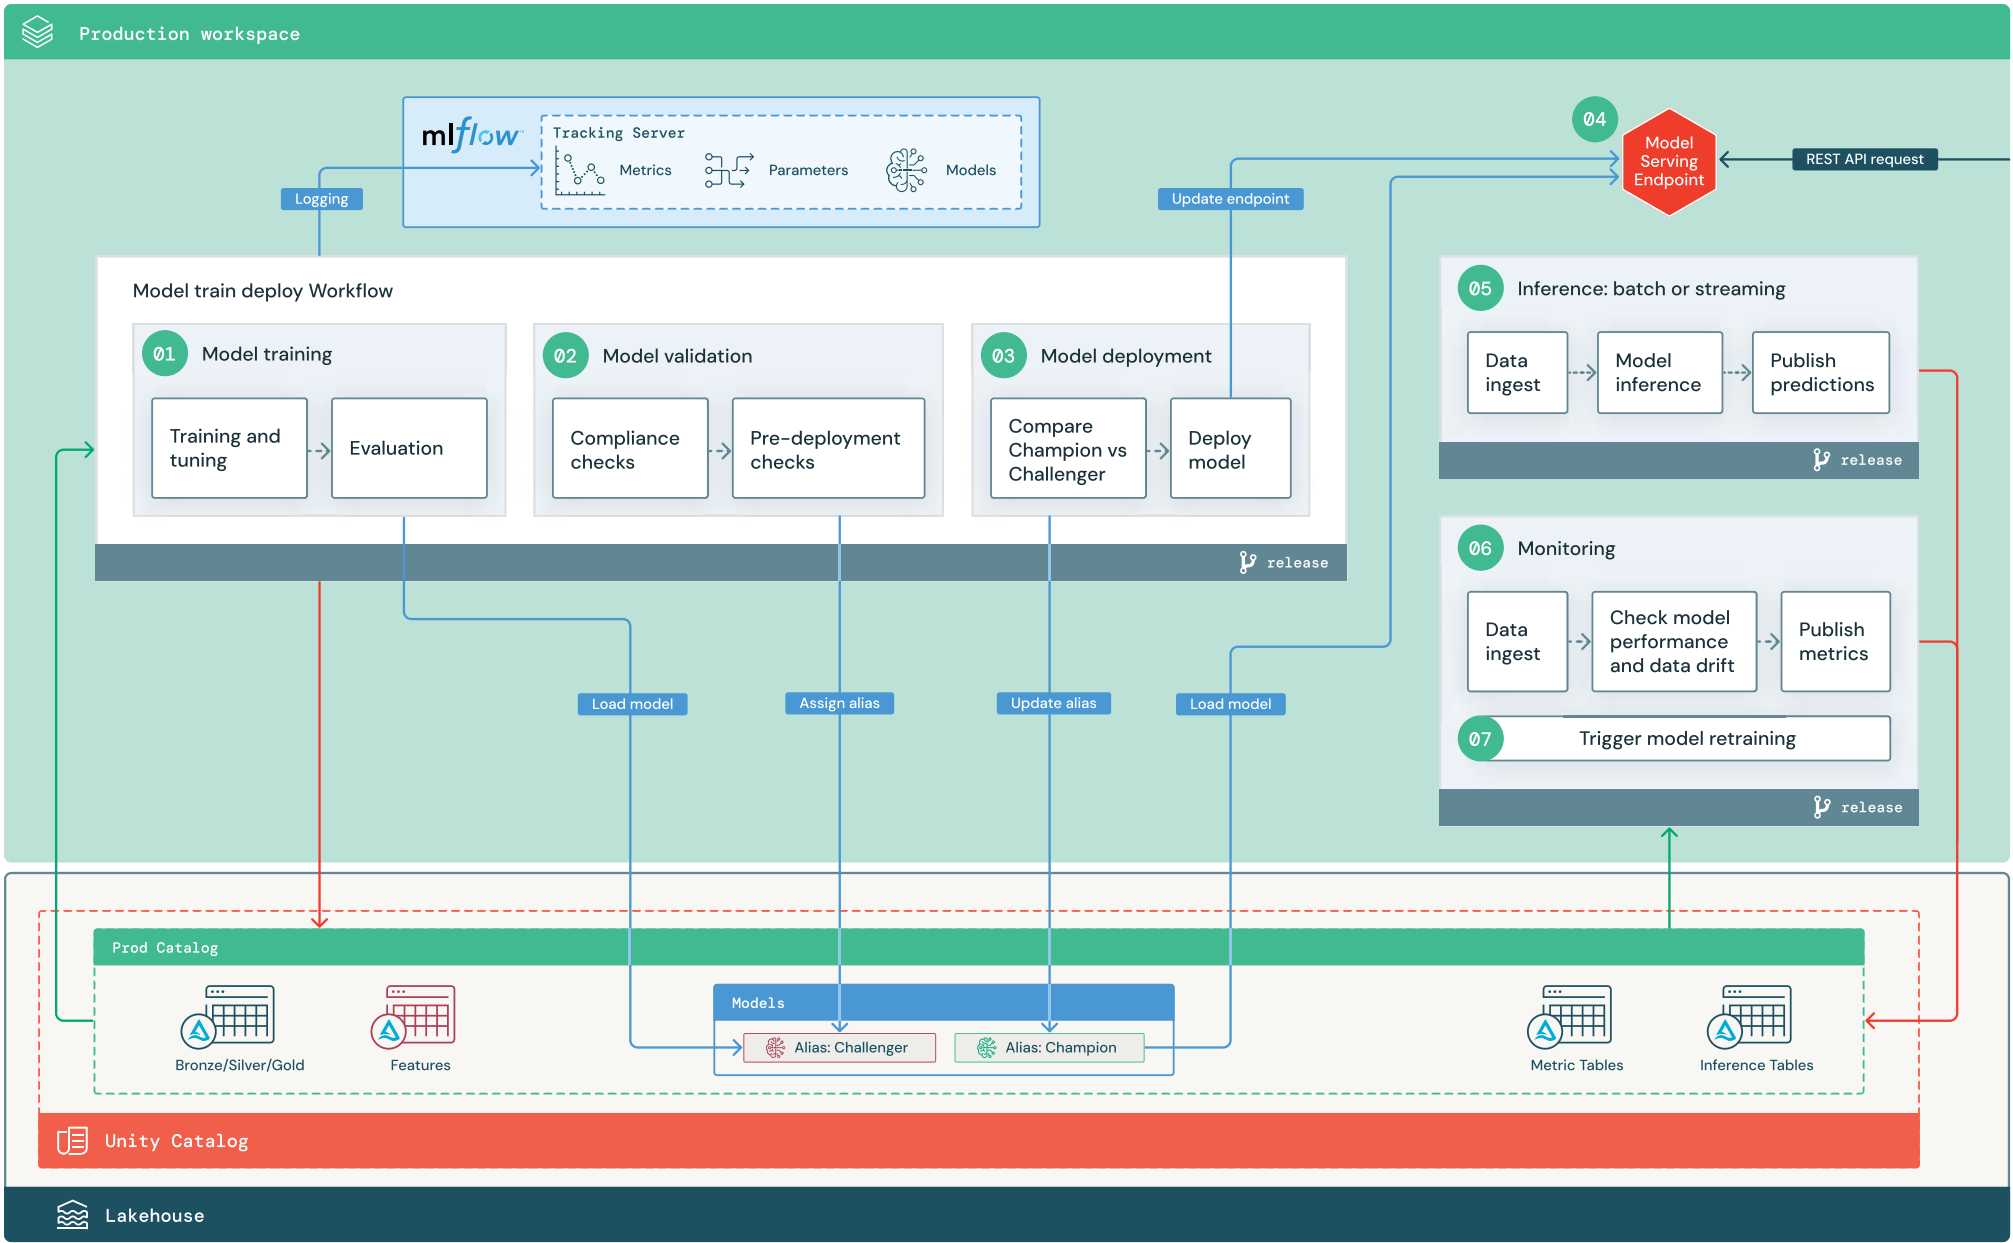 Production workspace
mlflow
Tracking Server
Metrics
Parameters
Models
Logging
Update endpoint
04
Model
Serving
Endpoint
REST API request
Model train deploy Workflow
01
Model training
Training and
tuning
Evaluation
02
Model validation
Compliance
checks
Pre-deployment
checks
03
Model deployment
Compare
Champion vs
Challenger
Deploy
model
release
05
Inference: batch or streaming
Data
ingest
Model
inference
Publish
predictions
release
06
Monitoring
Data
ingest
Check model
performance
and data drift
Publish
metrics
07
Trigger model retraining
release
Load model
Assign alias
Update alias
Load model
Prod Catalog
Bronze/Silver/Gold
Features
Models
Alias: Challenger
Alias: Champion
Metric Tables
Inference Tables
Unity Catalog
Lakehouse